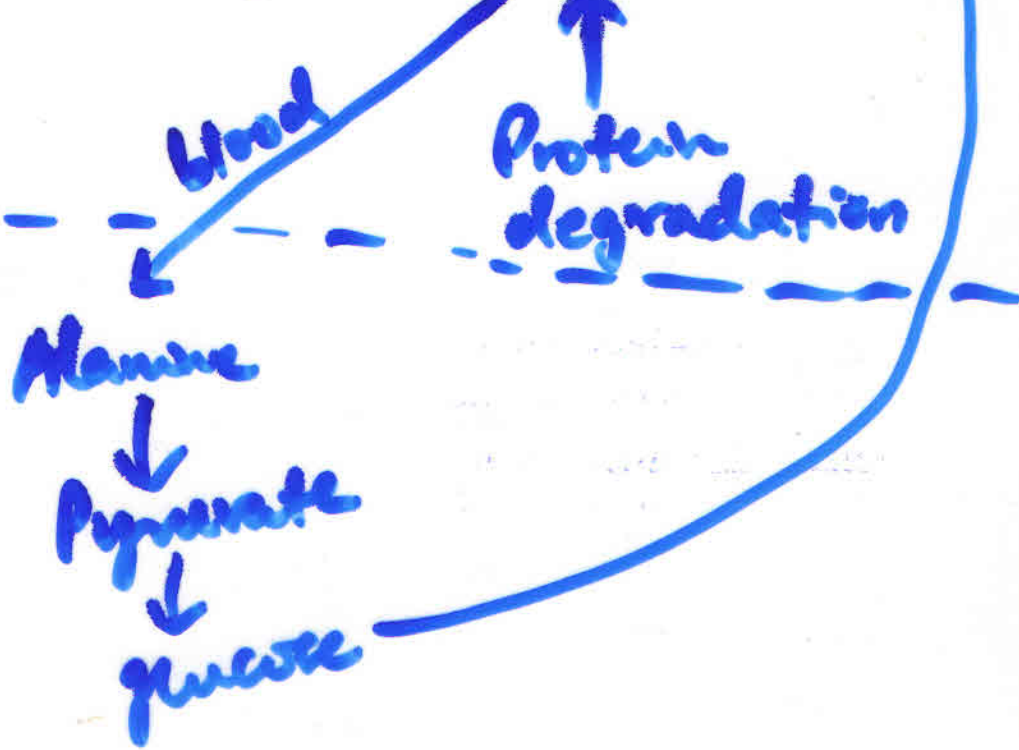 blood
Protein
degradation
Alanine
Pyruvate
glucose